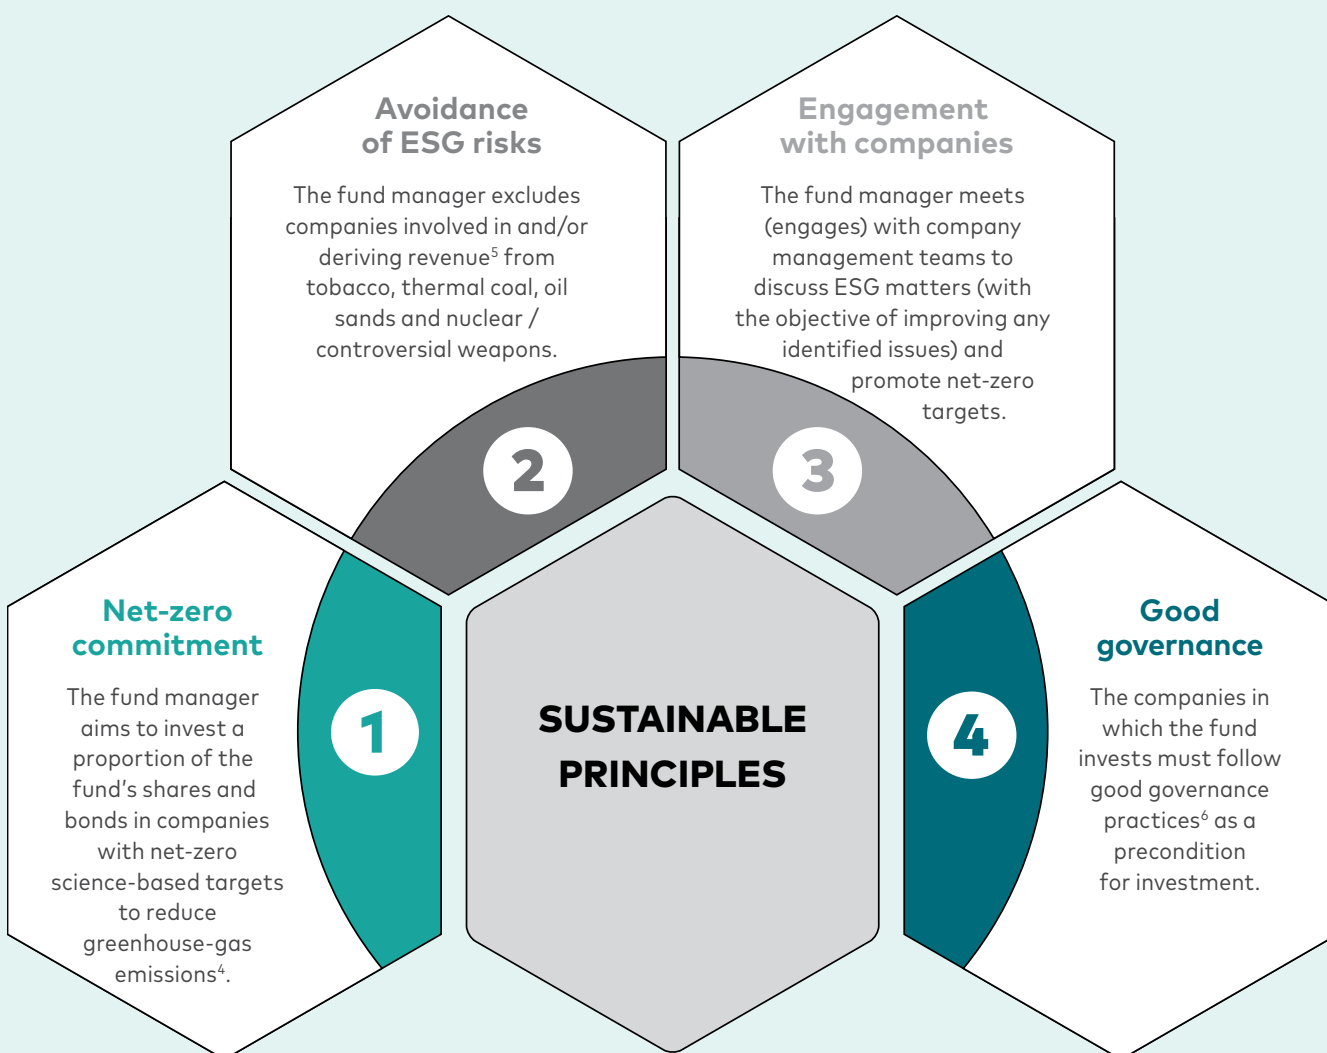 Avoidance
of ESG risks
The fund manager excludes
companies involved in and/or
deriving revenue⁵ from
tobacco, thermal coal, oil
sands and nuclear /
controversial weapons.
2
Engagement
with companies
The fund manager meets
(engages) with company
management teams to
discuss ESG matters (with
the objective of improving any
identified issues) and
promote net-zero
targets.
3
Net-zero
commitment
The fund manager
aims to invest a
proportion of the
fund's shares and
bonds in companies
with net-zero
science-based targets
to reduce
greenhouse-gas
emissions⁴.
1
SUSTAINABLE
PRINCIPLES
4
Good
governance
The companies in
which the fund
invests must follow
good governance
practices⁶ as a
precondition
for investment.